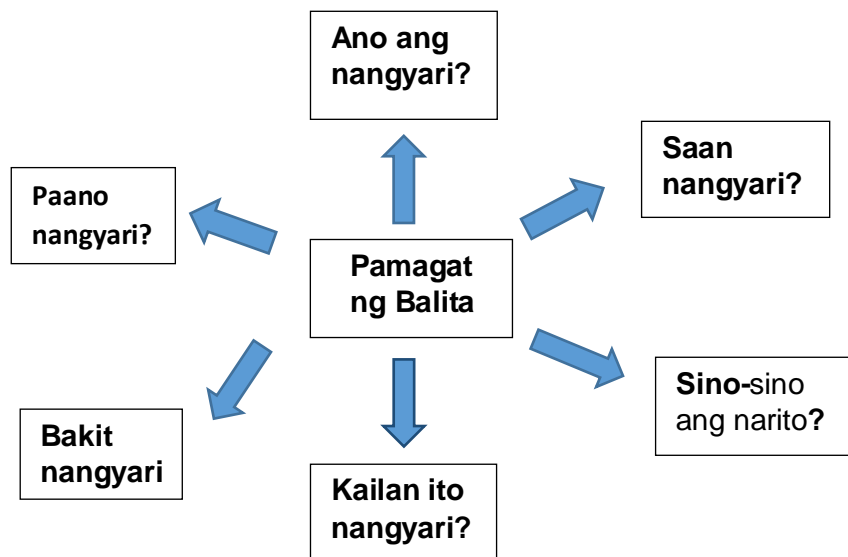 Ano ang
nangyari?
Saan
nangyari?
Paano
nangyari?
Pamagat
ng Balita
Sino-sino
ang narito?
Bakit
nangyari
Kailan ito
nangyari?